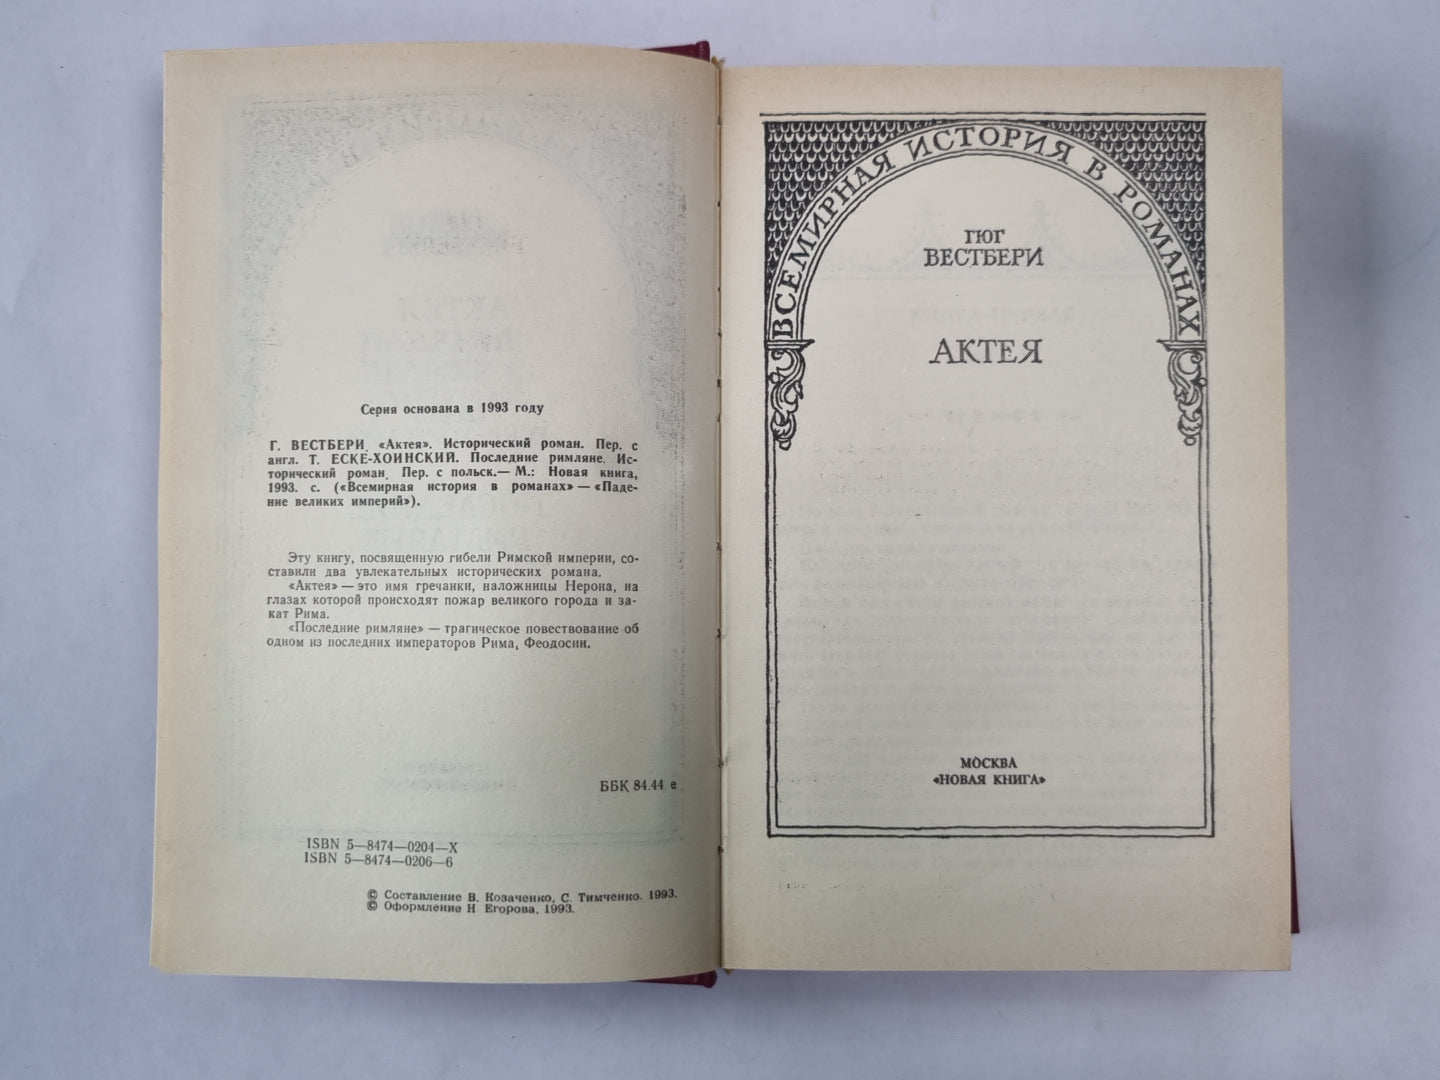 Серия основана в 1993 году
Г. ВЕСТБЕРИ. «Актея». Исторический роман. Пер. с
англ. Т. ЕСКЕ-ХОИНСКИЙ. Последние римляне. Ис-
торический роман. Пер. с польск.— М.: Новая книга,
1993. с. («Всемирная история в романах» — «Паде-
ние великих империй»).
Эту книгу, посвященную гибели Римской империи, со-
ставили два увлекательных исторических романа.
«Актея» — это имя гречанки, наложницы Нерона, на
глазах которой происходят пожар великого города и за-
кат Рима.
«Последние римляне» — трагическое повествование об
одном из последних императоров Рима, Феодосии.
ББК 84.44 е
ISBN 5—8474—0204—X
ISBN 5—8474—0206—6
© Составление В. Козаченко, С. Тимченко. 1993.
© Оформление Н Егорова, 1993.
ВСЕМИРНАЯ ИСТОРИЯ В РОМАНАХ
ГЮГ
ВЕСТБЕРИ
АКТЕЯ
МОСКВА
«НОВАЯ КНИГА»